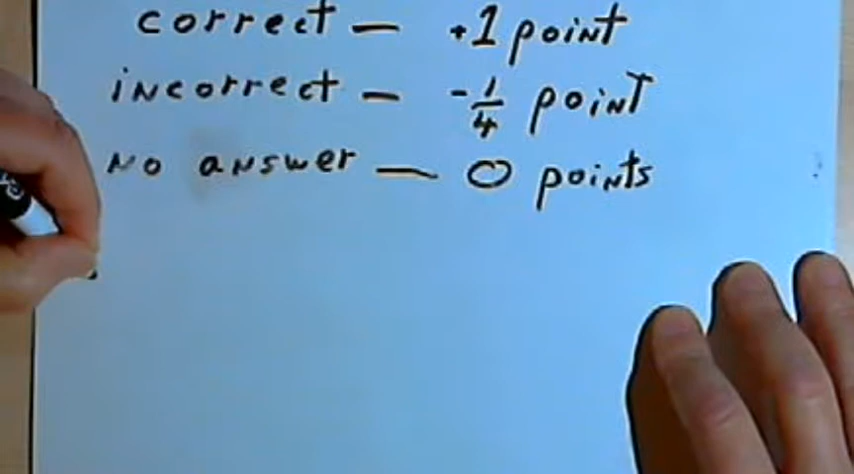 correct — +1 point
incorrect — -1/4 point
No answer — 0 points